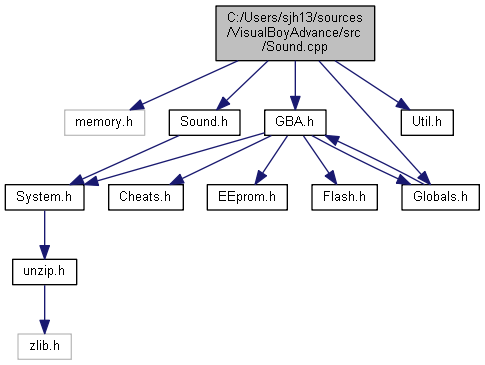 C:/Users/sjh13/sources
/VisualBoyAdvance/src
/Sound.cpp
memory.h
Sound.h
GBA.h
Util.h
System.h
Cheats.h
EEprom.h
Flash.h
Globals.h
unzip.h
zlib.h